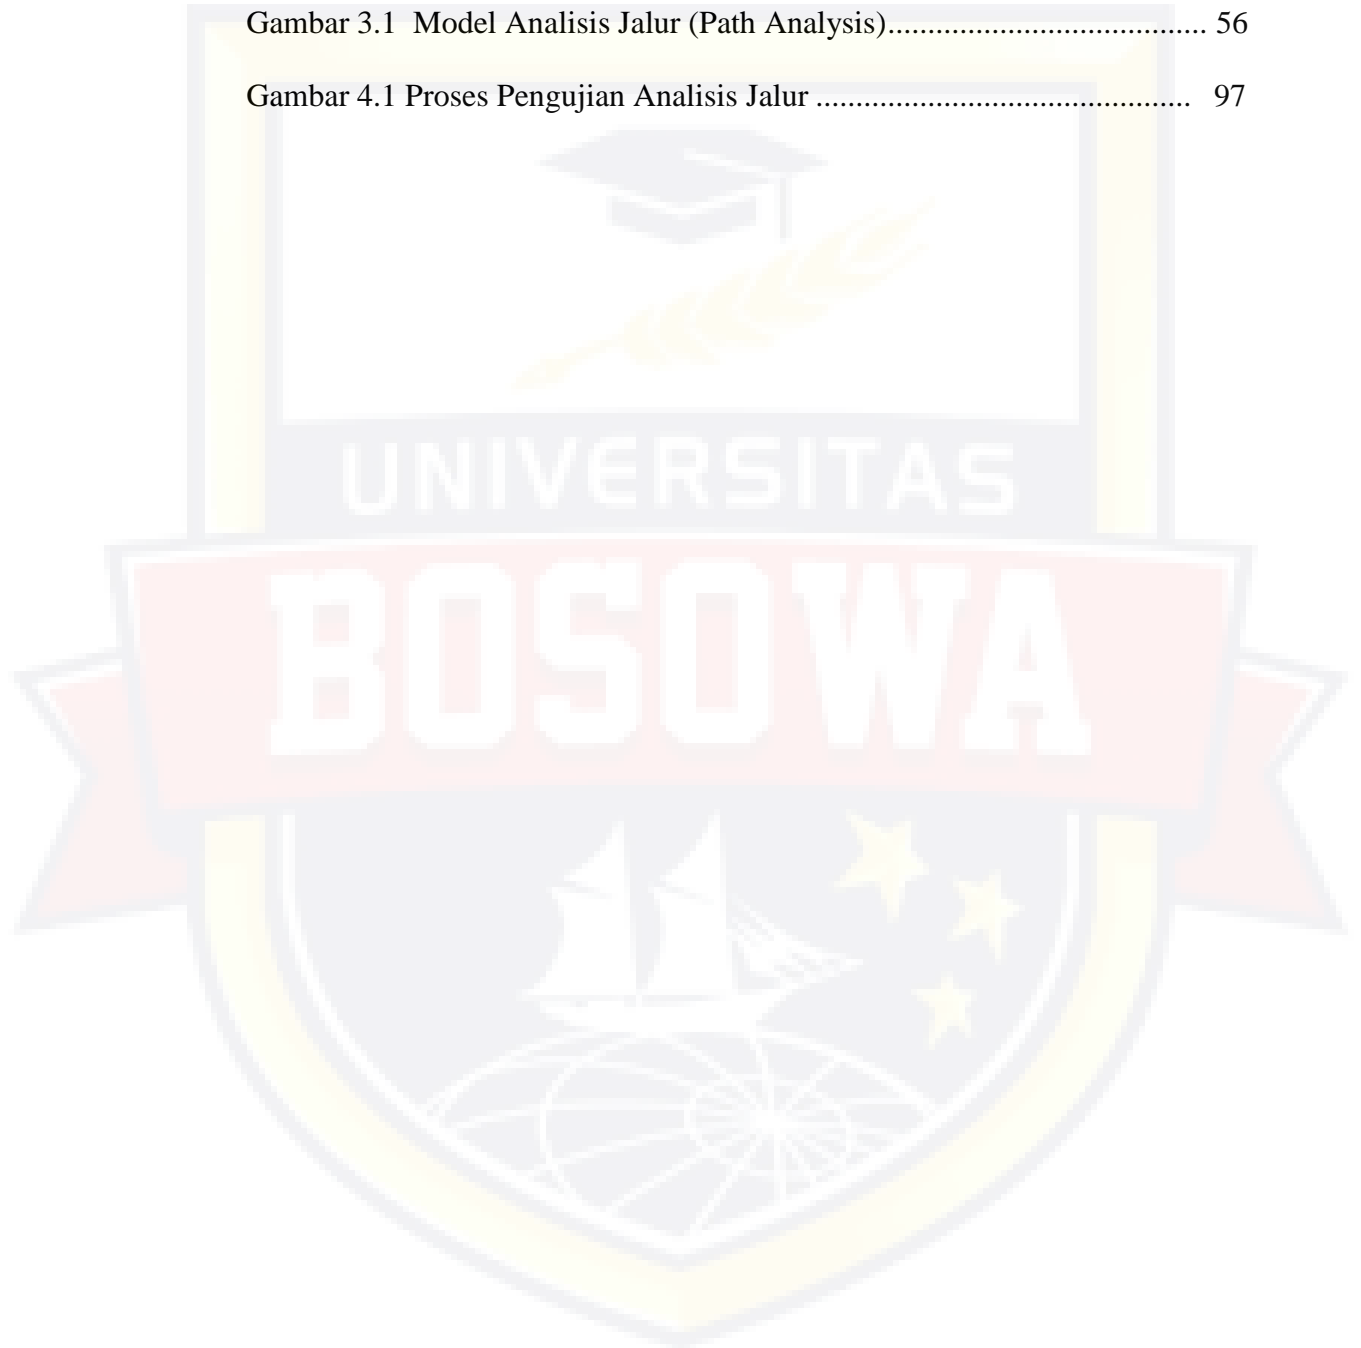 Gambar 3.1  Model Analisis Jalur (Path Analysis)........................................ 56
Gambar 4.1 Proses Pengujian Analisis Jalur ...............................................   97
UNIVERSITAS
BOSOWA